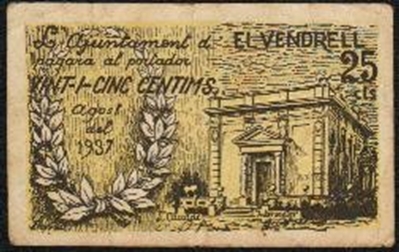 L'Ajuntament d. EL VENDRELL
pagarà al portador
VINT-I-CINC CENTIMS,
25
cts
Agost
del
1937